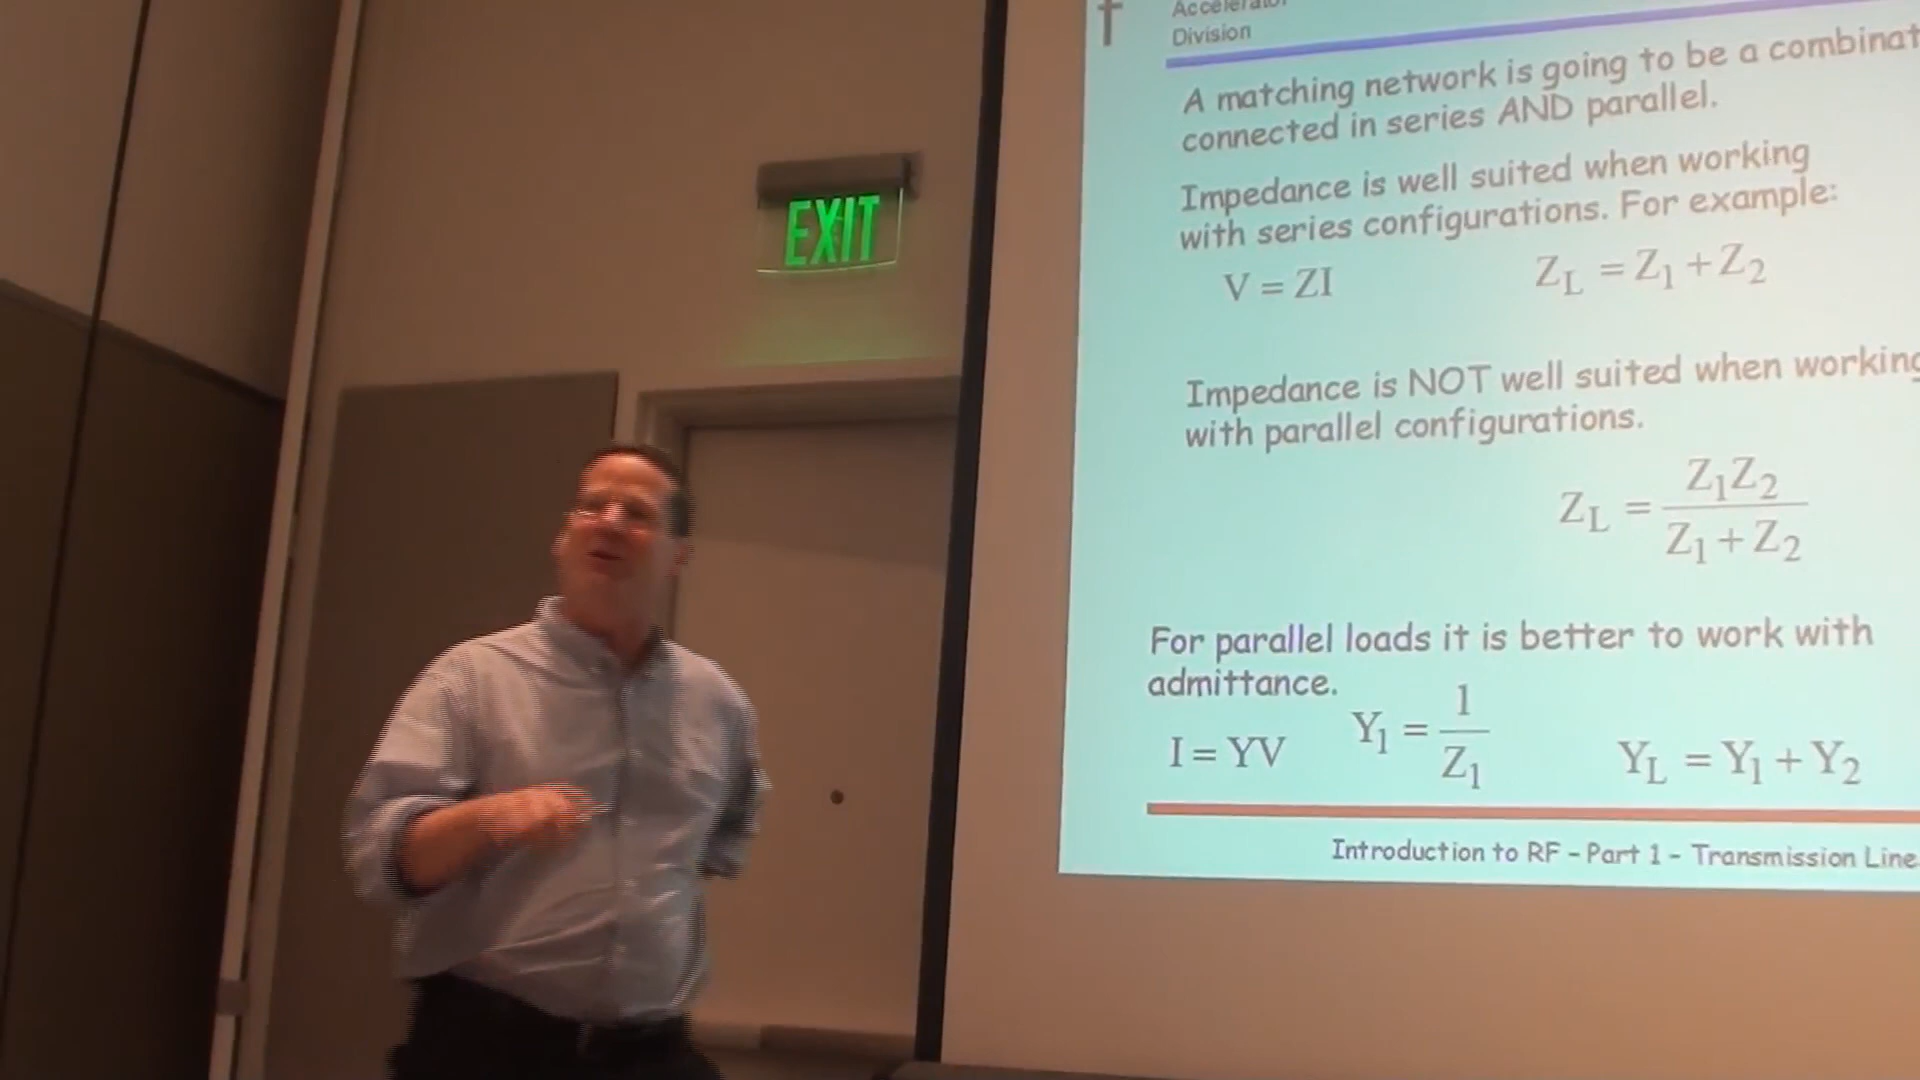 EXIT
Accelerator
Division
A matching network is going to be a combinat
connected in series AND parallel.
Impedance is well suited when working
with series configurations. For example:
V = ZI
Z_L = Z_1 + Z_2
Impedance is NOT well suited when working
with parallel configurations.
Z_L = Z_1Z_2 / (Z_1 + Z_2)
For parallel loads it is better to work with
admittance.
I = YV
Y_1 = 1 / Z_1
Y_L = Y_1 + Y_2
Introduction to RF - Part 1 - Transmission Line